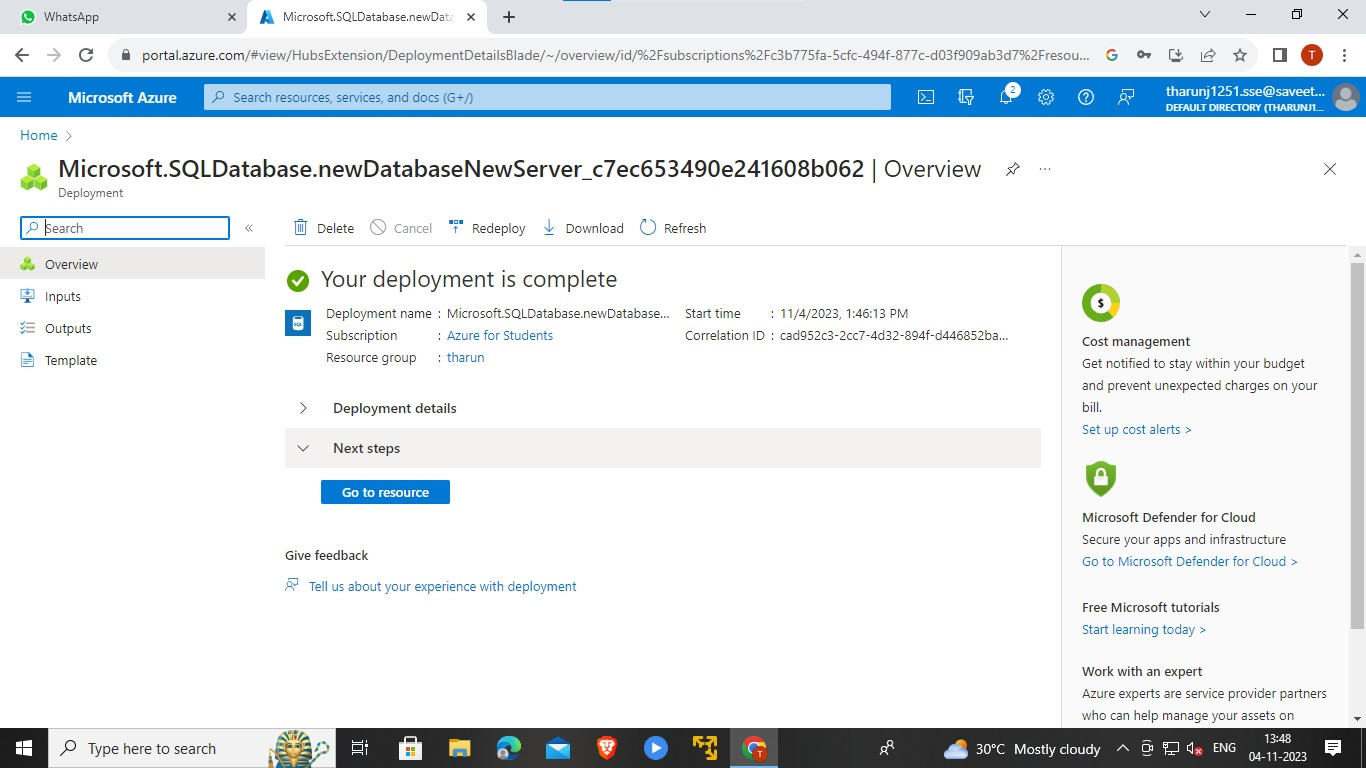 WhatsApp
Microsoft.SQLDatabase.newData
portal.azure.com/#view/HubsExtension/DeploymentDetailsBlade/~/overview/id/%2Fsubscriptions%2Fc3b775fa-5cfc-494f-877c-d03f909ab3d7%2Fresou...
T
Microsoft Azure
Search resources, services, and docs (G+/)
2
tharunj1251.sse@saveet...
DEFAULT DIRECTORY (THARUNJ1...
Home
Microsoft.SQLDatabase.newDatabaseNewServer_c7ec653490e241608b062 | Overview
Deployment
Search
«
Delete
Cancel
Redeploy
Download
Refresh
Overview
Inputs
Outputs
Template
Your deployment is complete
SQL
Deployment name : Microsoft.SQLDatabase.newDatabase...
Subscription : Azure for Students
Resource group : tharun
Start time : 11/4/2023, 1:46:13 PM
Correlation ID : cad952c3-2cc7-4d32-894f-d446852ba...
Deployment details
Next steps
Go to resource
Give feedback
Tell us about your experience with deployment
$
Cost management
Get notified to stay within your budget
and prevent unexpected charges on your
bill.
Set up cost alerts >
Microsoft Defender for Cloud
Secure your apps and infrastructure
Go to Microsoft Defender for Cloud >
Free Microsoft tutorials
Start learning today >
Work with an expert
Azure experts are service provider partners
who can help manage your assets on
Type here to search
T
30°C Mostly cloudy
ENG
13:48
04-11-2023